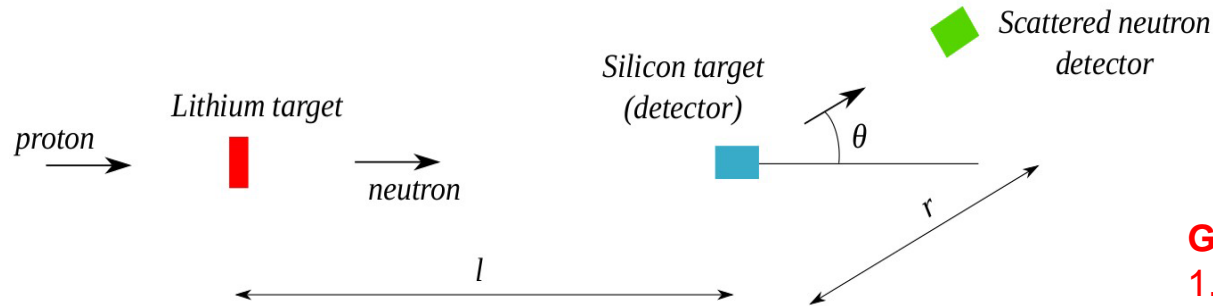 Scattered neutron
detector
Silicon target
(detector)
Lithium target
proton
θ
neutron
r
l
G
1.